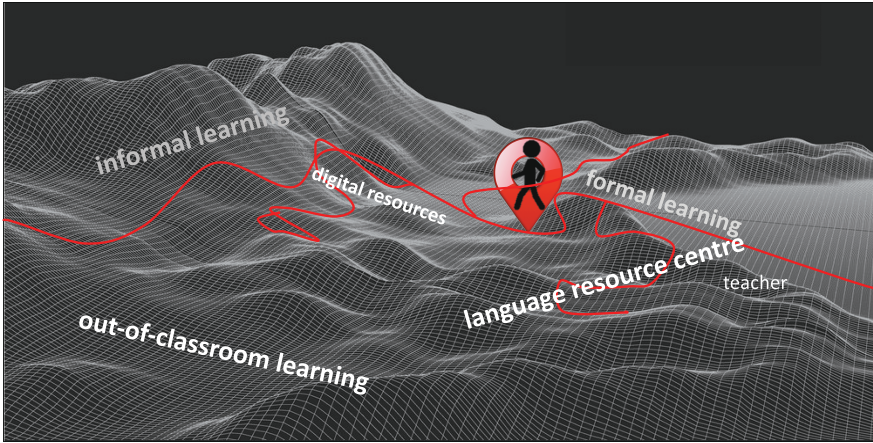 informal learning
digital resources
formal learning
language resource centre
teacher
out-of-classroom learning